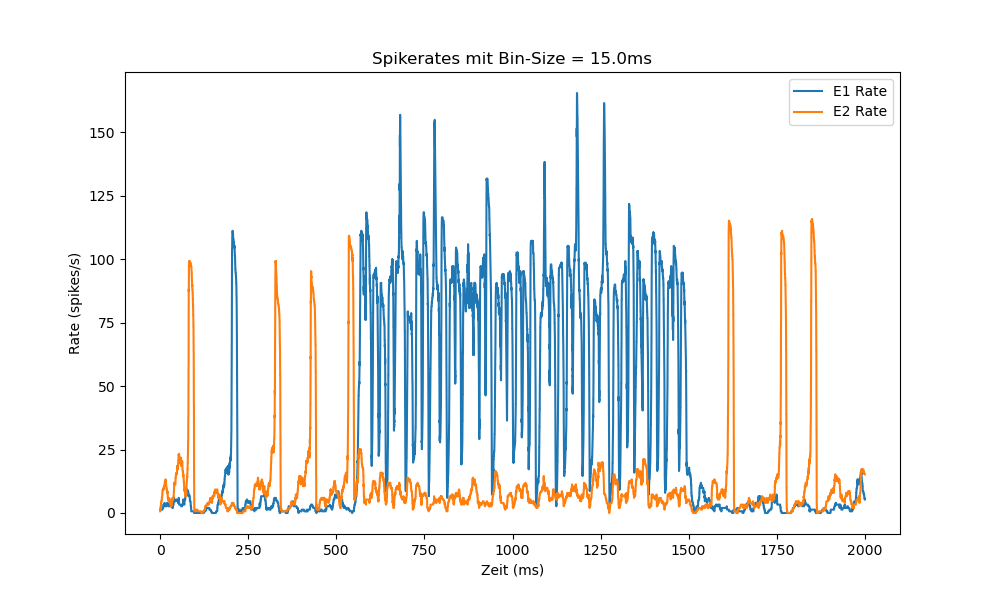 Spikerates mit Bin-Size = 15.0ms
E1 Rate
E2 Rate
150
125
100
75
50
25
0
Rate (spikes/s)
0 250 500 750 1000 1250 1500 1750 2000
Zeit (ms)